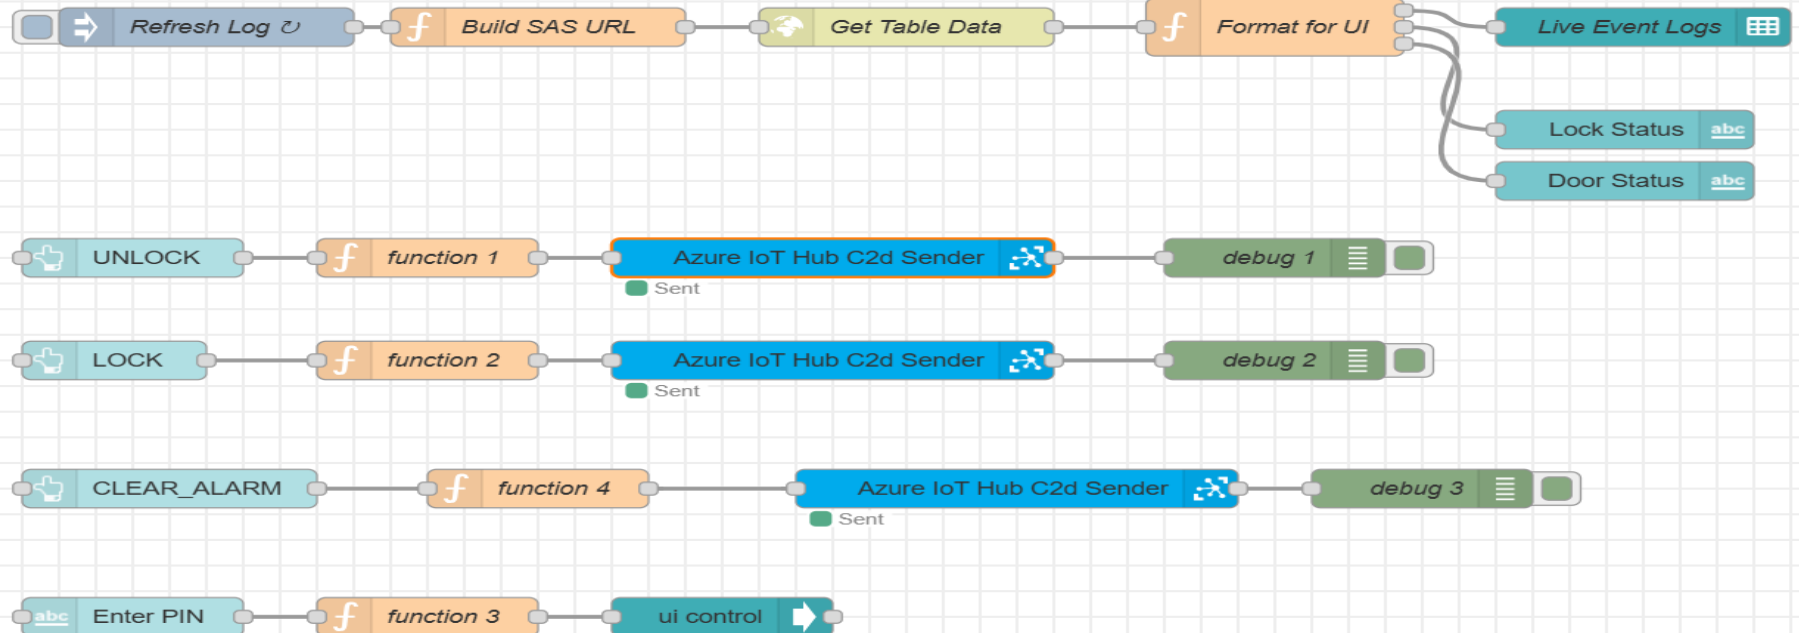 Refresh Log ↻
Build SAS URL
Get Table Data
Format for UI
Live Event Logs
Lock Status abc
Door Status abc
UNLOCK
function 1
Azure IoT Hub C2d Sender
debug 1
Sent
LOCK
function 2
Azure IoT Hub C2d Sender
debug 2
Sent
CLEAR_ALARM
function 4
Azure IoT Hub C2d Sender
debug 3
Sent
abc Enter PIN
function 3
ui control